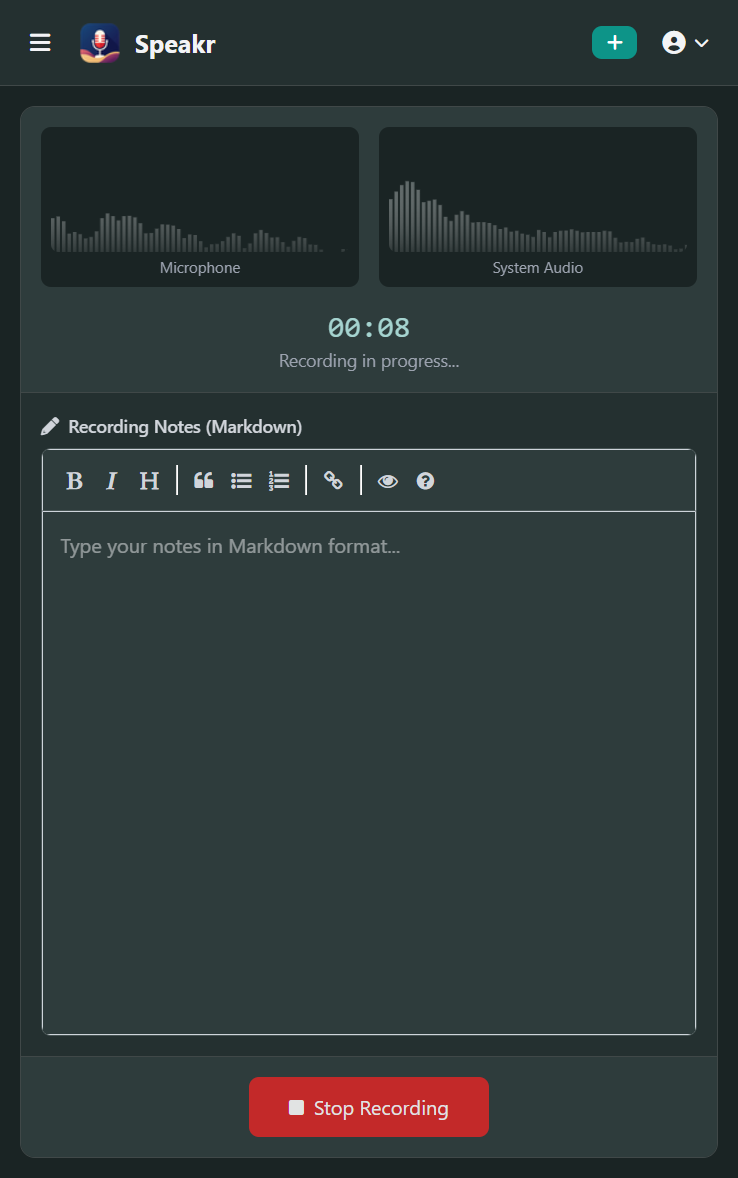 Speakr
Microphone
System Audio
00:08
Recording in progress...
Recording Notes (Markdown)
B I H
Type your notes in Markdown format...
Stop Recording